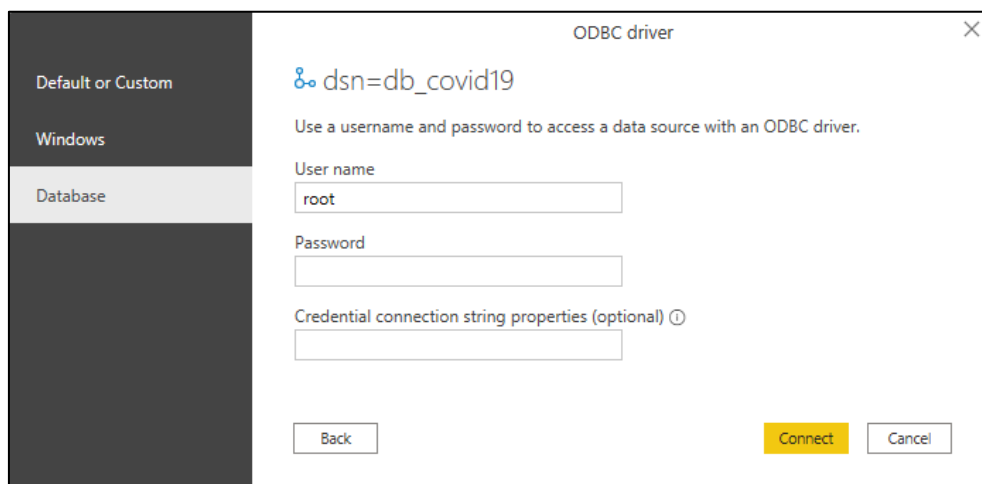 ODBC driver
Default or Custom
Windows
Database
dsn=db_covid19
Use a username and password to access a data source with an ODBC driver.
User name
root
Password
Credential connection string properties (optional)
Back
Connect
Cancel